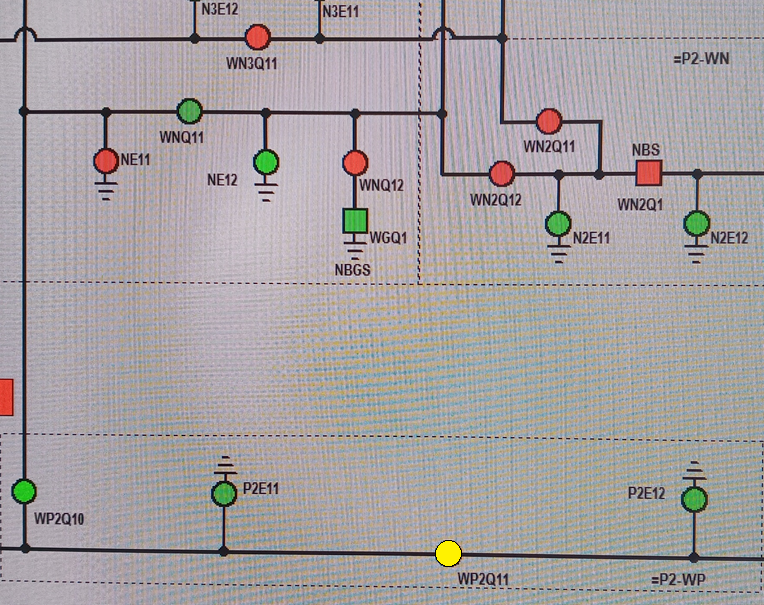 N3E12
N3E11
WN3Q11
=P2-WN
WNQ11
NE11
NE12
WNQ12
WN2Q11
NBS
WN2Q12
WN2Q1
WGQ1
N2E11
N2E12
NBGS
P2E11
P2E12
WP2Q10
WP2Q11
=P2-WP